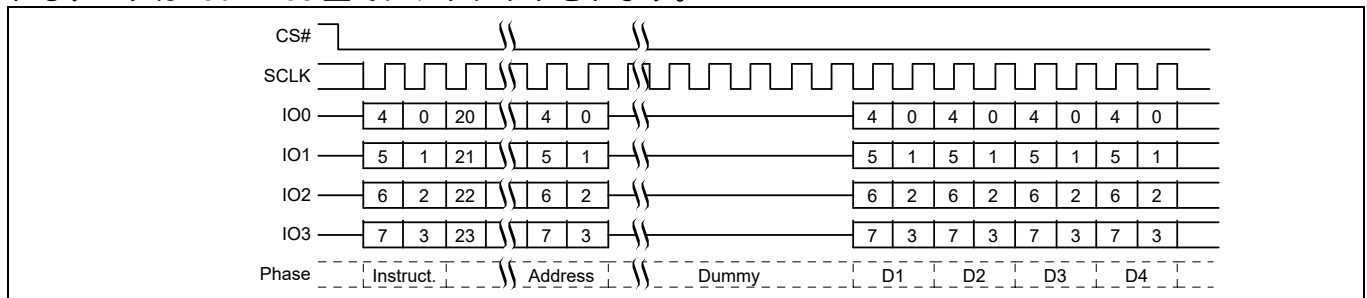 CS#
SCLK
IO0 4 0 20 4 0 4 0 4 0 4 0 4 0
IO1 5 1 21 5 1 5 1 5 1 5 1 5 1
IO2 6 2 22 6 2 6 2 6 2 6 2 6 2
IO3 7 3 23 7 3 7 3 7 3 7 3 7 3
Phase Instruct. Address Dummy D1 D2 D3 D4